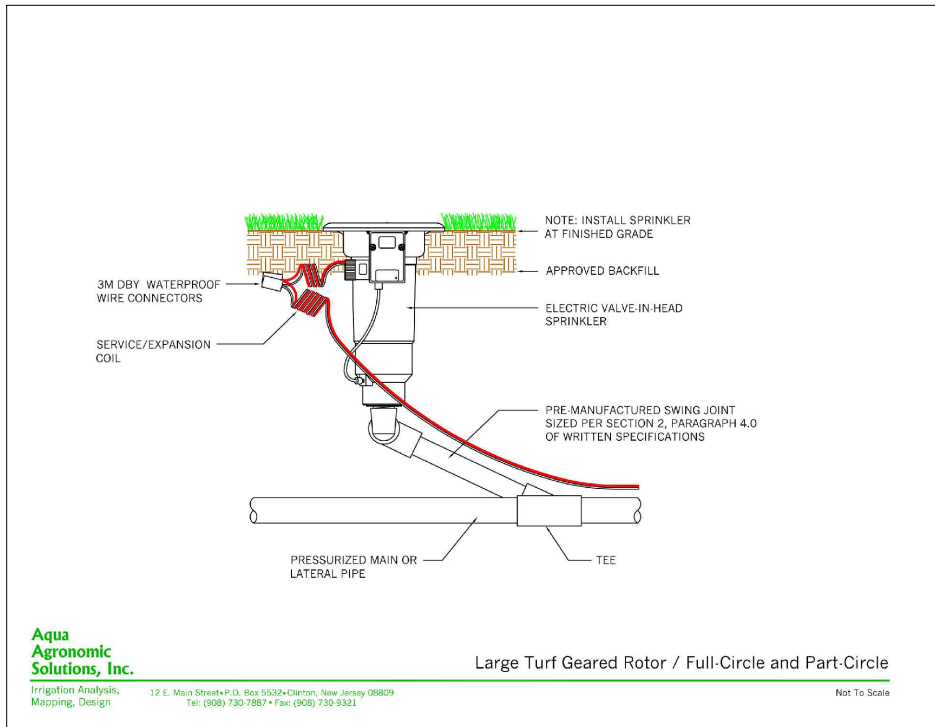 NOTE: INSTALL SPRINKLER
AT FINISHED GRADE
APPROVED BACKFILL
3M DBY WATERPROOF
WIRE CONNECTORS
ELECTRIC VALVE-IN-HEAD
SPRINKLER
SERVICE/EXPANSION
COIL
PRE-MANUFACTURED SWING JOINT
SIZED PER SECTION 2, PARAGRAPH 4.0
OF WRITTEN SPECIFICATIONS
PRESSURIZED MAIN OR
LATERAL PIPE
TEE
Aqua
Agronomic
Solutions, Inc.
Irrigation Analysis,
Mapping, Design
12 E. Main Street•P.O. Box 5532•Clinton, New Jersey 08809
Tel: (908) 730-7887 • Fax: (908) 730-9321
Large Turf Geared Rotor / Full-Circle and Part-Circle
Not To Scale